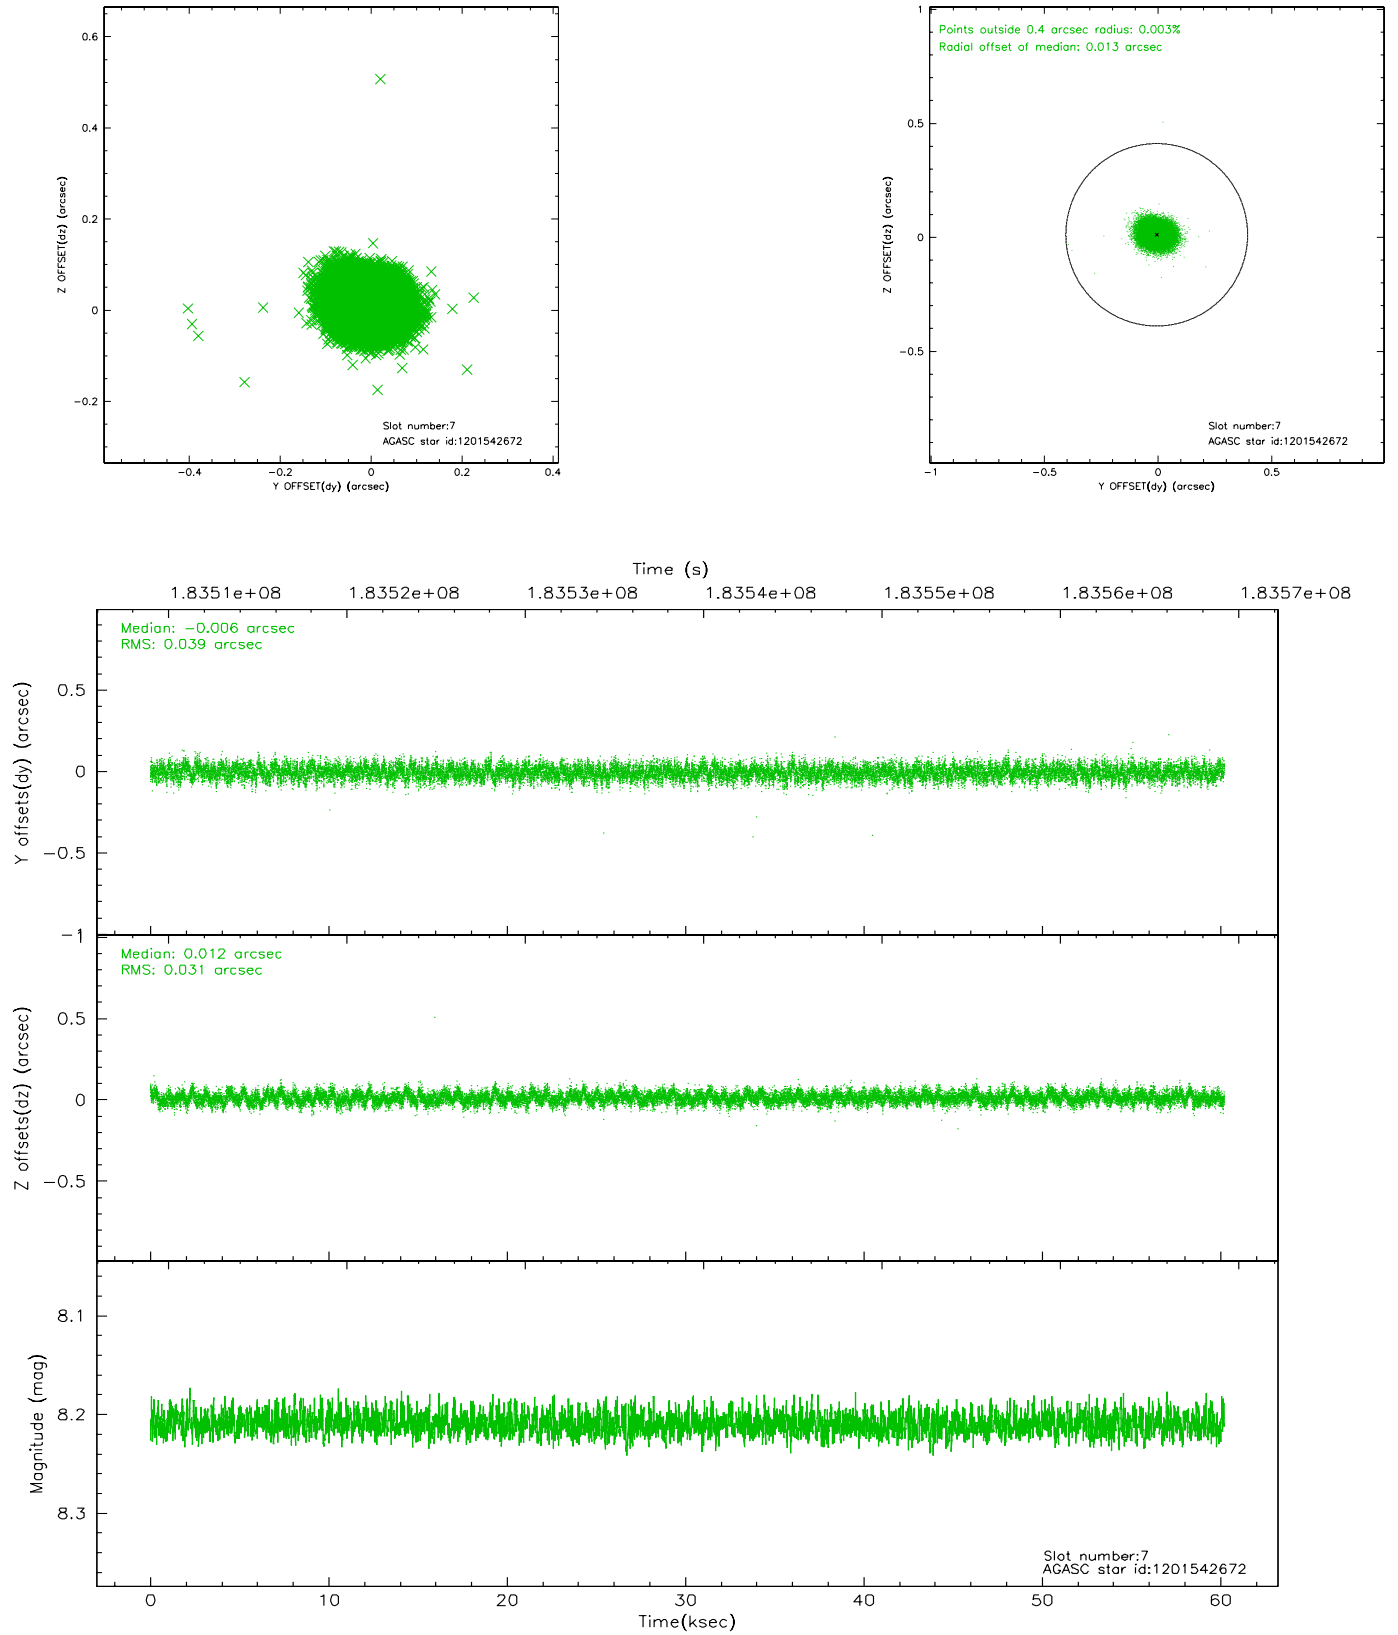 0.6
0.4
0.2
0
−0.2
Z OFFSET(dz) (arcsec)
−0.4 −0.2 0 0.2 0.4
Y OFFSET(dy) (arcsec)
Slot number:7
AGASC star id:1201542672
Points outside 0.4 arcsec radius: 0.003%
Radial offset of median: 0.013 arcsec
1
0.5
0
−0.5
Z OFFSET(dz) (arcsec)
−1 −0.5 0 0.5
Y OFFSET(dy) (arcsec)
Slot number:7
AGASC star id:1201542672
Time (s)
1.8351e+08 1.8352e+08 1.8353e+08 1.8354e+08 1.8355e+08 1.8356e+08 1.8357e+08
Median: −0.006 arcsec
RMS: 0.039 arcsec
0.5
0
−0.5
−1
Y offsets(dy) (arcsec)
Median: 0.012 arcsec
RMS: 0.031 arcsec
1
0.5
0
−0.5
Z offsets(dz) (arcsec)
8.1
8.2
8.3
Magnitude (mag)
Slot number:7
AGASC star id:1201542672
0 10 20 30 40 50 60
Time(ksec)